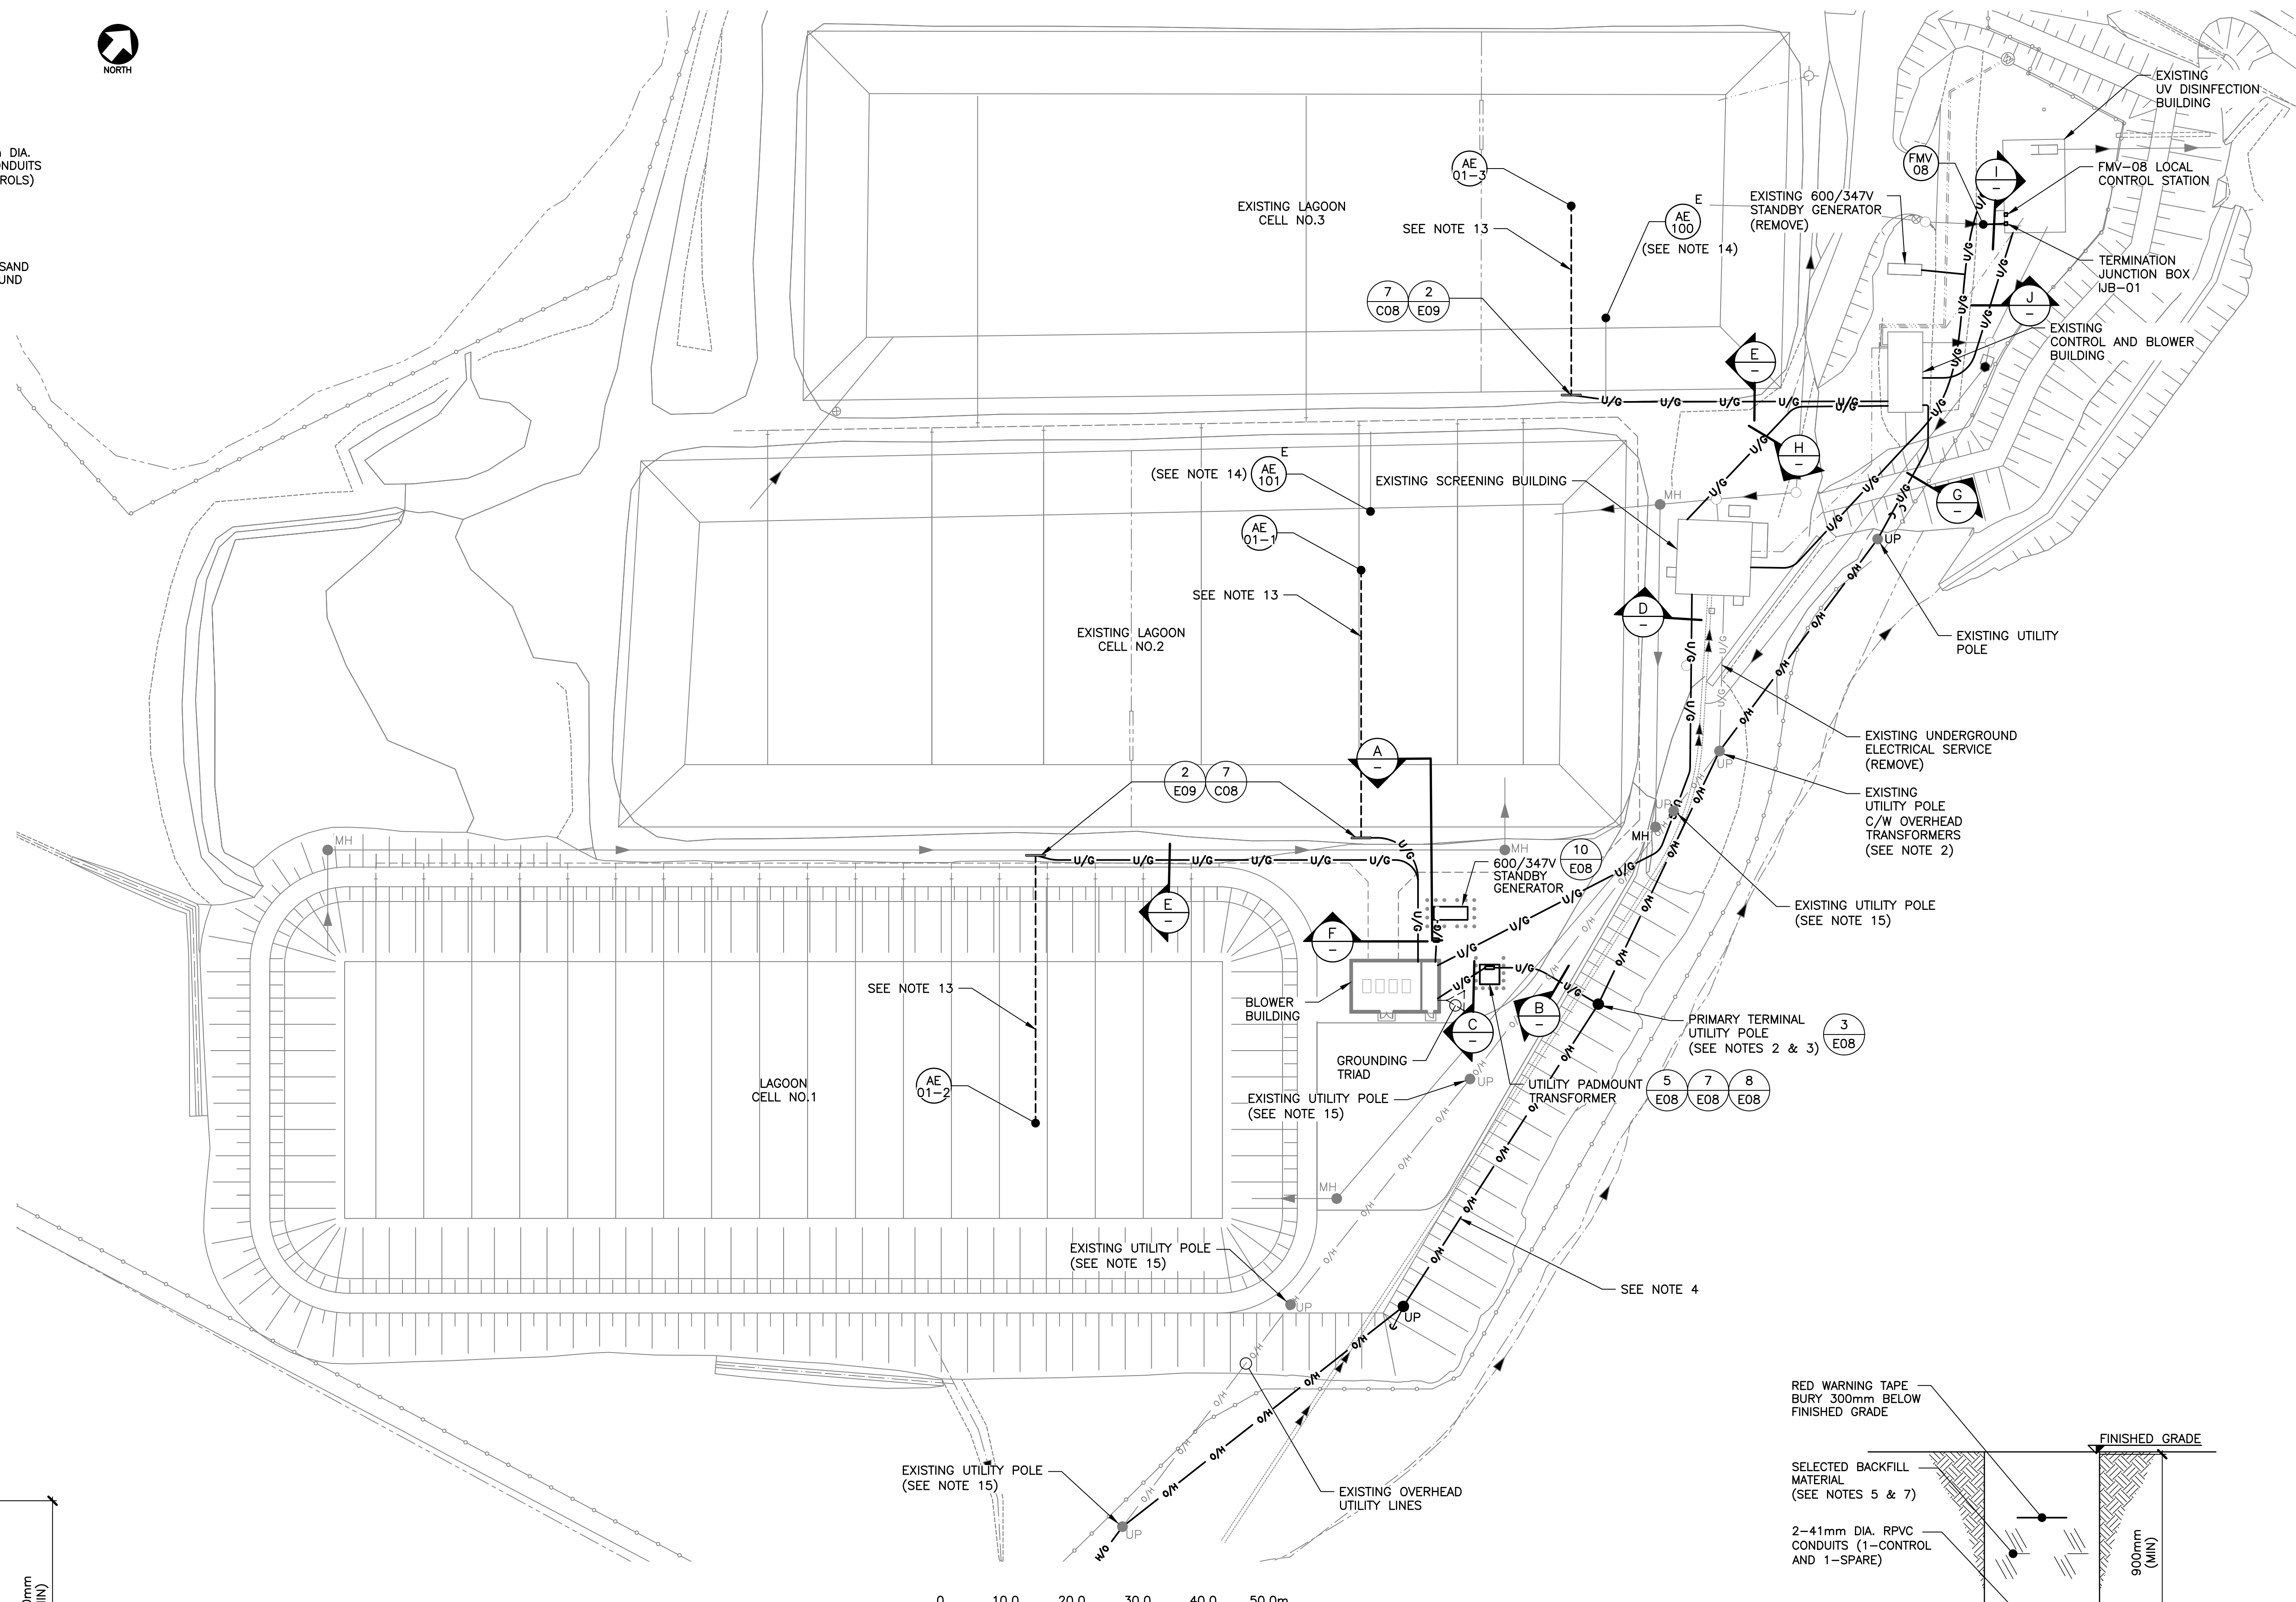 NORTH
DIA.
SAND
EXISTING LAGOON
CELL NO.3
AE
01-3
SEE NOTE 13
7
C08
2
E09
E
AE
100
(SEE NOTE 14)
EXISTING 600/347V
STANDBY GENERATOR
(REMOVE)
FMV
08
I
-
EXISTING
UV DISINFECTION
BUILDING
FMV-08 LOCAL
CONTROL STATION
TERMINATION
JUNCTION BOX
IJB-01
J
-
EXISTING
CONTROL AND BLOWER
BUILDING
E
-
U/G
U/G
U/G
U/G
U/G
U/G
U/G
U/G
U/G
U/G
U/G
U/G
H
-
G
-
E
(SEE NOTE 14)
AE
101
EXISTING SCREENING BUILDING
MH
AE
01-1
SEE NOTE 13
EXISTING LAGOON
CELL NO.2
U/G
U/G
U/G
U/G
UP
O/H
O/H
O/H
O/H
EXISTING UTILITY
POLE
D
-
U/G
U/G
U/G
U/G
EXISTING UNDERGROUND
ELECTRICAL SERVICE
(REMOVE)
UP
EXISTING
UTILITY POLE
C/W OVERHEAD
TRANSFORMERS
(SEE NOTE 2)
A
-
2
E09
7
C08
MH
U/G
U/G
U/G
U/G
U/G
U/G
U/G
MH
UP
MH
600/347V
STANDBY
GENERATOR
10
E08
EXISTING UTILITY POLE
(SEE NOTE 15)
E
-
F
-
U/G
U/G
U/G
U/G
U/G
U/G
U/G
U/G
SEE NOTE 13
BLOWER
BUILDING
C
-
B
-
PRIMARY TERMINAL
UTILITY POLE
(SEE NOTES 2 & 3)
3
E08
GROUNDING
TRIAD
LAGOON
CELL NO.1
AE
01-2
EXISTING UTILITY POLE
(SEE NOTE 15)
UP
UTILITY PADMOUNT
TRANSFORMER
5
E08
7
E08
8
E08
MH
O/H
O/H
O/H
O/H
EXISTING UTILITY POLE
(SEE NOTE 15)
UP
SEE NOTE 4
UP
O/H
O/H
O/H
O/H
EXISTING UTILITY POLE
(SEE NOTE 15)
UP
EXISTING OVERHEAD
UTILITY LINES
RED WARNING TAPE
BURY 300mm BELOW
FINISHED GRADE
FINISHED GRADE
SELECTED BACKFILL
MATERIAL
(SEE NOTES 5 & 7)
2-41mm DIA. RPVC
CONDUITS (1-CONTROL
AND 1-SPARE)
900mm
(MIN)
0 10.0 20.0 30.0 40.0 50.0m